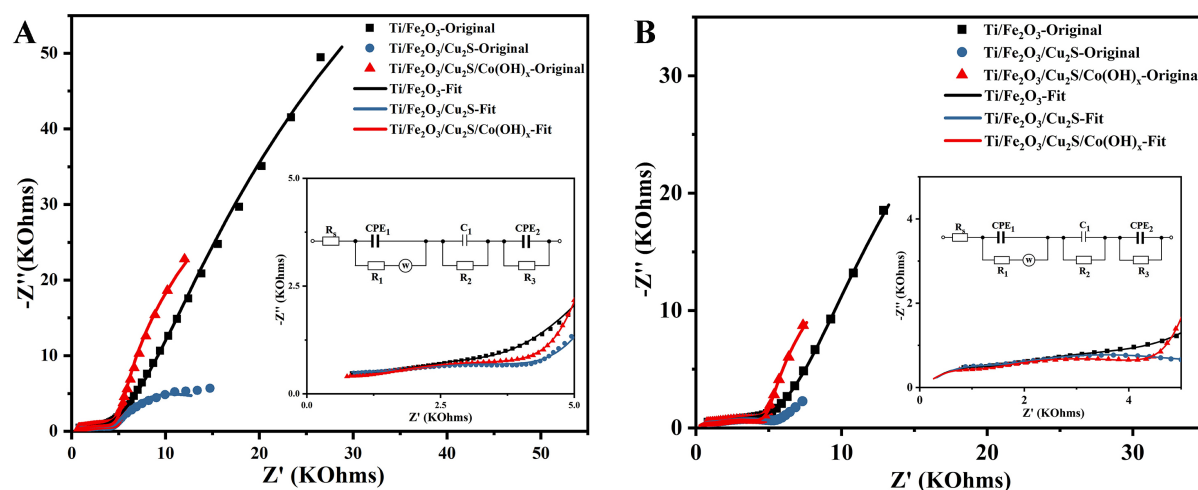 A
Ti/Fe₂O₃-Original
Ti/Fe₂O₃/Cu₂S-Original
Ti/Fe₂O₃/Cu₂S/Co(OH)ₓ-Original
Ti/Fe₂O₃-Fit
Ti/Fe₂O₃/Cu₂S-Fit
Ti/Fe₂O₃/Cu₂S/Co(OH)ₓ-Fit
-Z''(KOhms)
50
40
30
20
10
0
0 10 20 30 40 50
Z' (KOhms)
5.0
2.5
0.0
-Z'' (KOhms)
Rₛ CPE₁ C₁ CPE₂
R₁ W R₂ R₃
0.0 2.5 5.0
Z' (KOhms)
B
Ti/Fe₂O₃-Original
Ti/Fe₂O₃/Cu₂S-Original
Ti/Fe₂O₃/Cu₂S/Co(OH)ₓ-Original
Ti/Fe₂O₃-Fit
Ti/Fe₂O₃/Cu₂S-Fit
Ti/Fe₂O₃/Cu₂S/Co(OH)ₓ-Fit
-Z'' (KOhms)
30
20
10
0
0 10 20 30
Z' (KOhms)
4
2
0
-Z'' (KOhms)
Rₛ CPE₁ C₁ CPE₂
R₁ W R₂ R₃
0 2 4
Z' (KOhms)